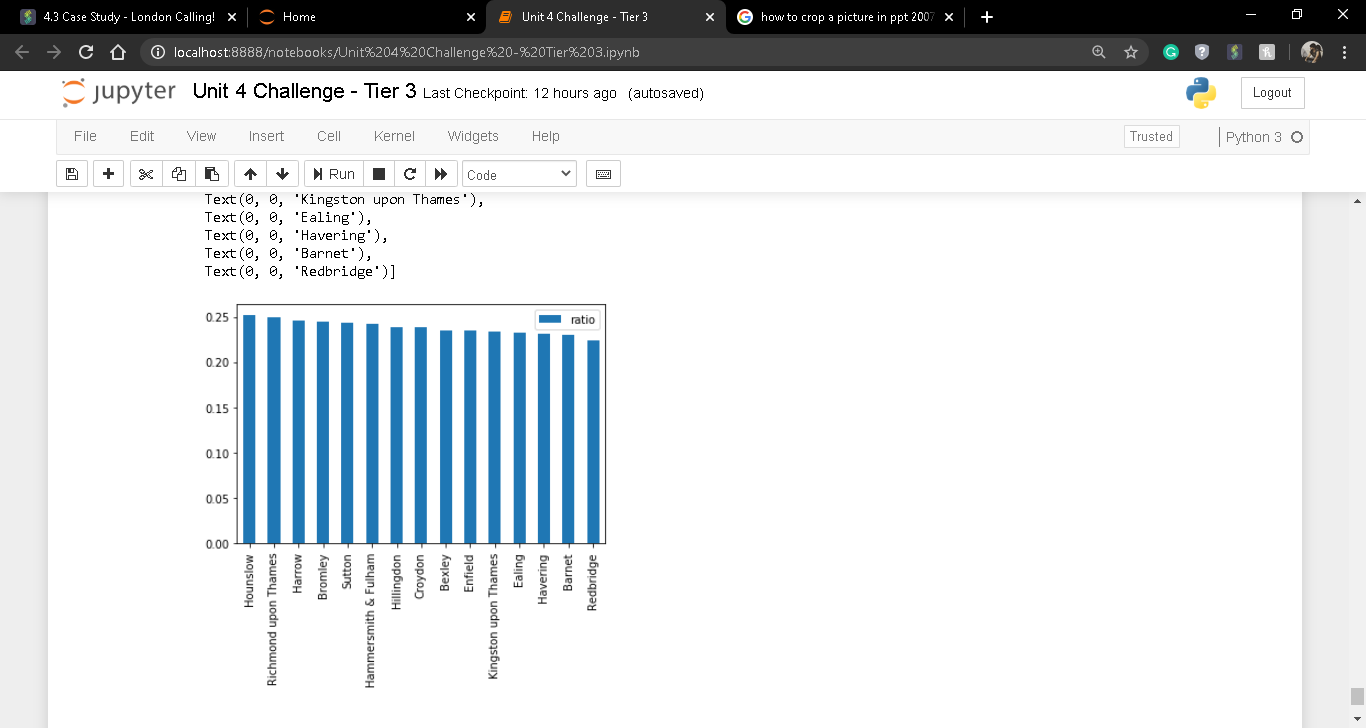 4.3 Case Study - London Calling!
Home
Unit 4 Challenge - Tier 3
how to crop a picture in ppt 2007
localhost:8888/notebooks/Unit%204%20Challenge%20-%20Tier%203.ipynb
jupyter Unit 4 Challenge - Tier 3 Last Checkpoint: 12 hours ago (autosaved)
Logout
File Edit View Insert Cell Kernel Widgets Help
Trusted
Python 3
Run
Code
Text(0, 0, 'Kingston upon Thames'),
Text(0, 0, 'Ealing'),
Text(0, 0, 'Havering'),
Text(0, 0, 'Barnet'),
Text(0, 0, 'Redbridge')]
ratio
0.25
0.20
0.15
0.10
0.05
0.00
Hounslow
Richmond upon Thames
Harrow
Bromley
Sutton
Hammersmith & Fulham
Hillingdon
Croydon
Bexley
Enfield
Kingston upon Thames
Ealing
Havering
Barnet
Redbridge